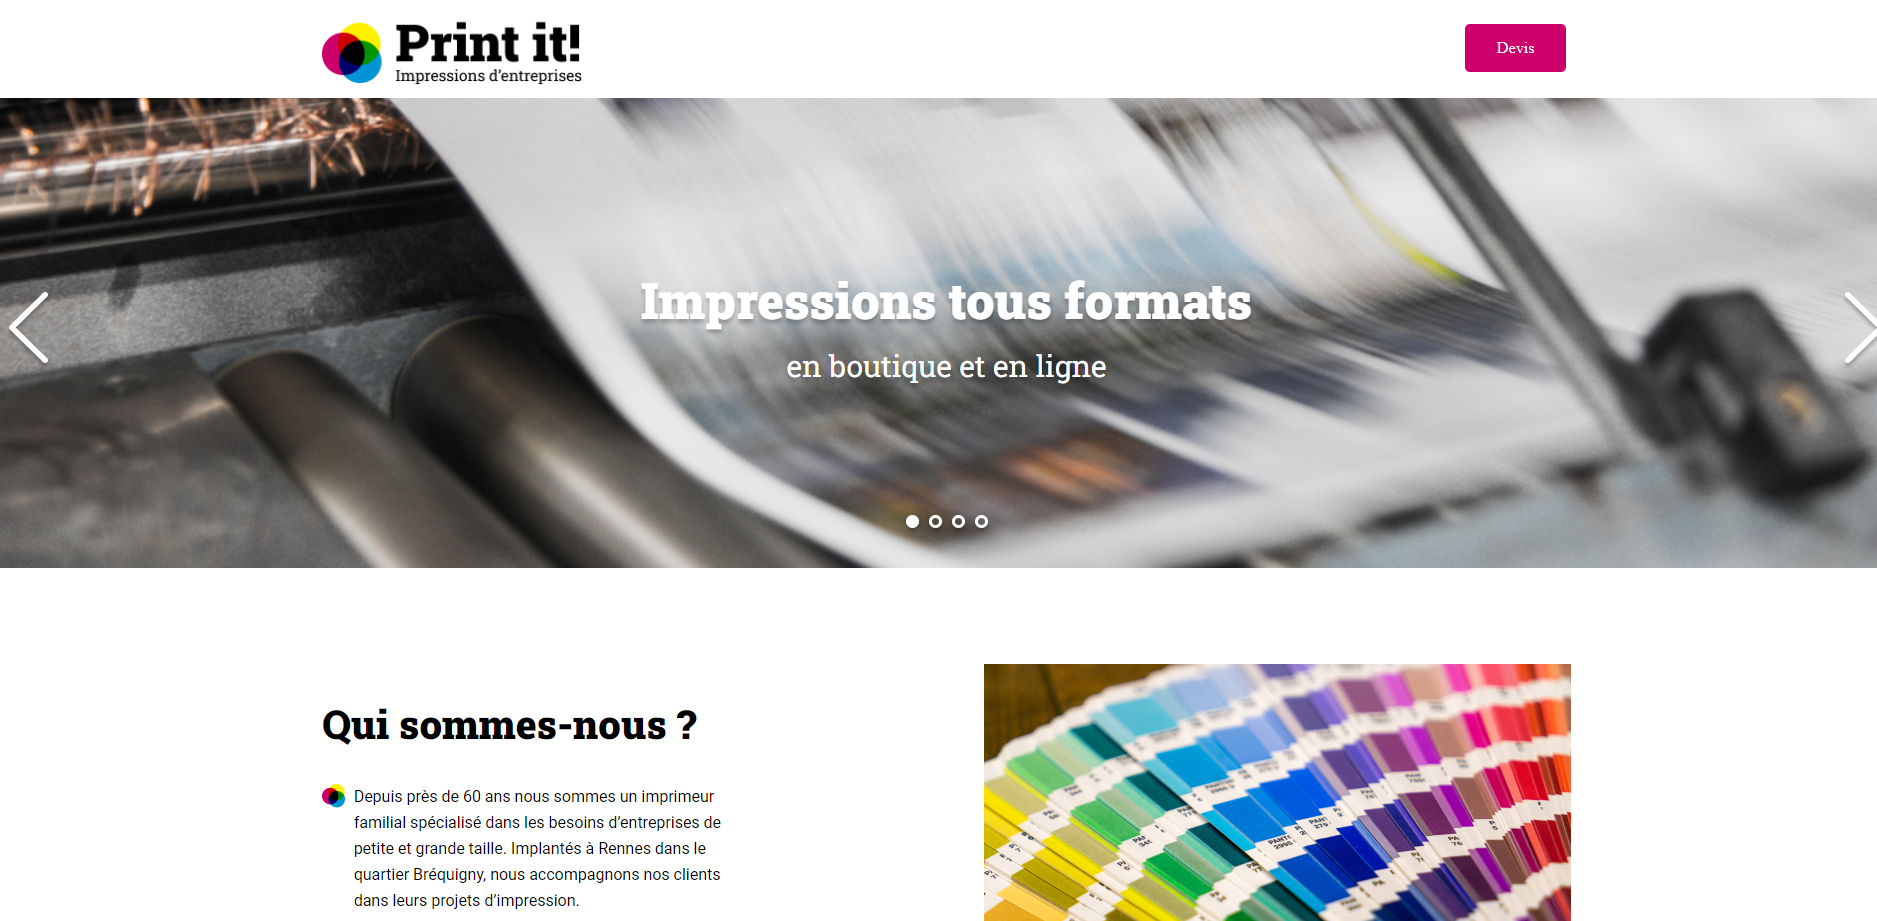 Print it!
Impressions d'entreprises
Devis
Impressions tous formats
en boutique et en ligne
Qui sommes-nous ?
Depuis près de 60 ans nous sommes un imprimeur
familial spécialisé dans les besoins d’entreprises de
petite et grande taille. Implantés à Rennes dans le
quartier Bréquigny, nous accompagnons nos clients
dans leurs projets d’impression.